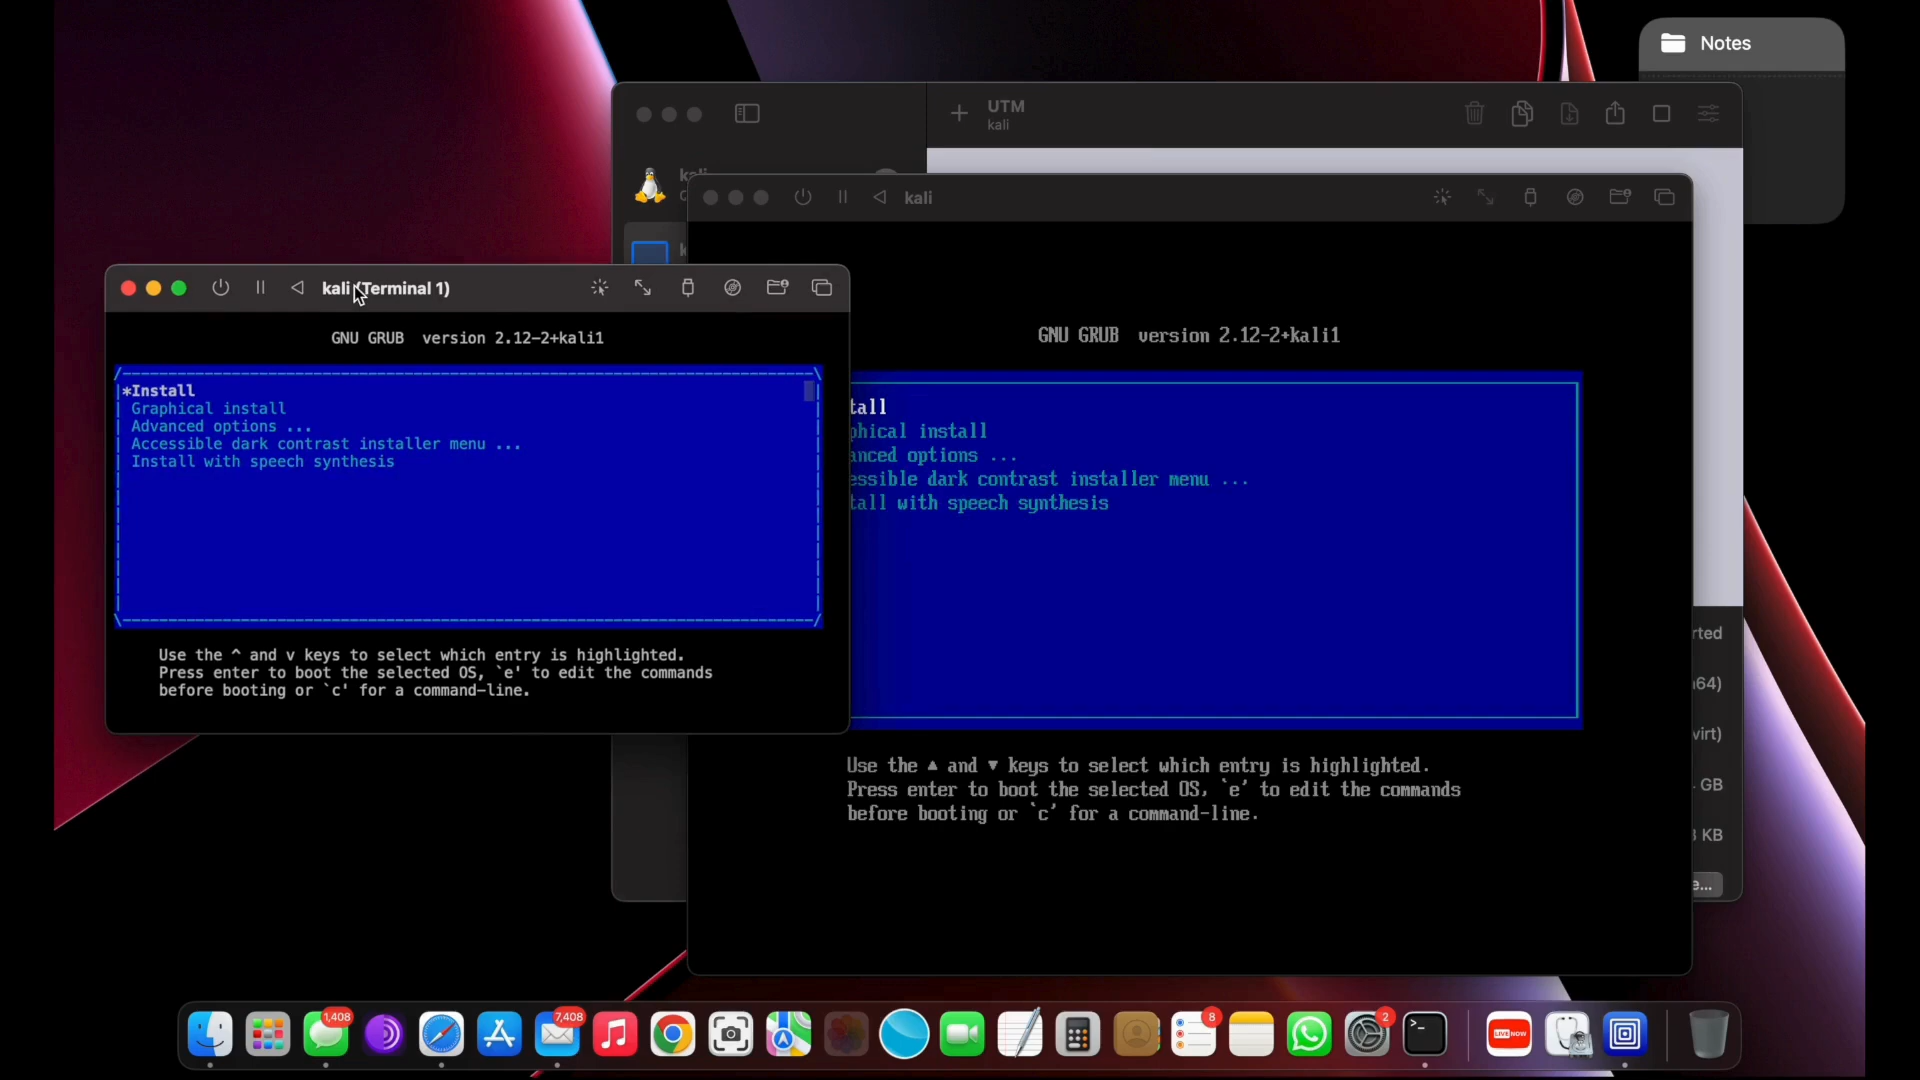 Notes
UTM
kali
kali
kali
kali (Terminal 1)
GNU GRUB version 2.12-2+kali1
*Install
Graphical install
Advanced options ...
Accessible dark contrast installer menu ...
Install with speech synthesis
Use the ^ and v keys to select which entry is highlighted.
Press enter to boot the selected OS, `e' to edit the commands
before booting or `c' for a command-line.
GNU GRUB version 2.12-2+kali1
tall
phical install
anced options ...
essible dark contrast installer menu ...
tall with speech synthesis
Use the ▲ and ▼ keys to select which entry is highlighted.
Press enter to boot the selected OS, `e' to edit the commands
before booting or `c' for a command-line.
rted
virt)
GB
KB
e...
1,408
7,408
8
2
LIVE NOW